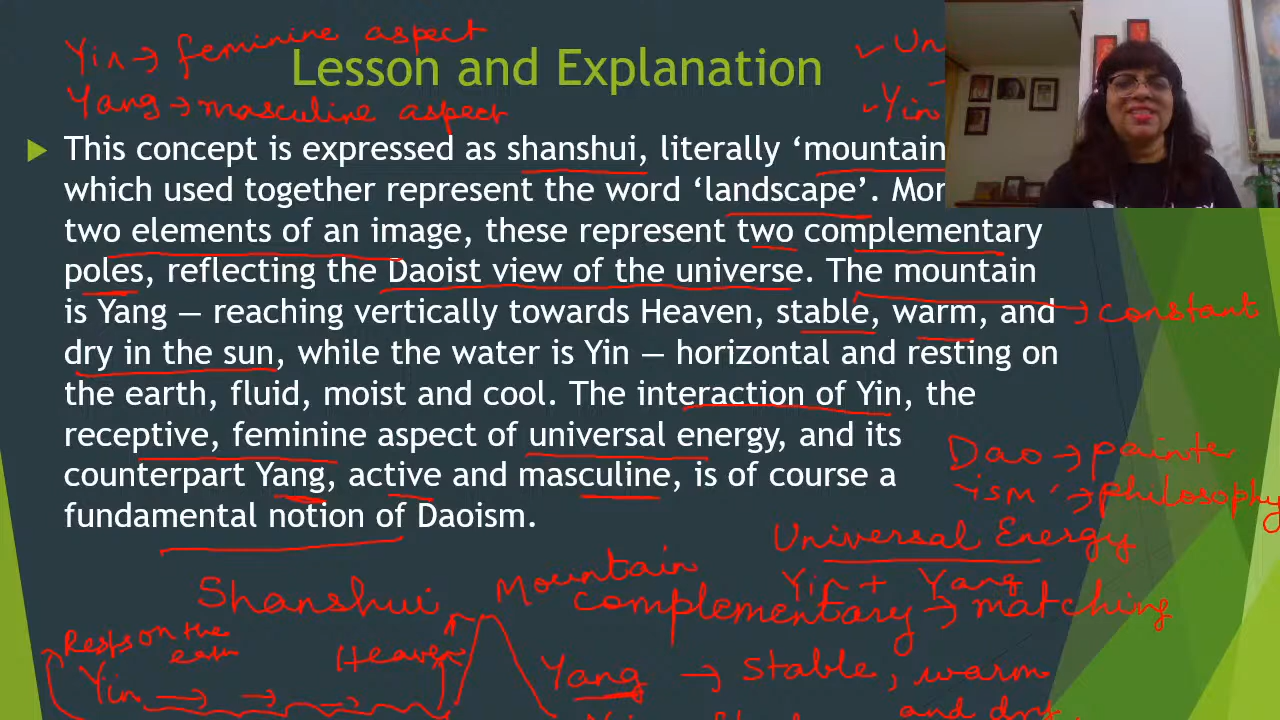 Yin → feminine aspect
Lesson and Explanation
✓ Un
Yang → masculine aspect
✓ Yin
This concept is expressed as shanshui, literally ‘mountain
which used together represent the word ‘landscape’. Mor
two elements of an image, these represent two complementary
poles, reflecting the Daoist view of the universe. The mountain
is Yang — reaching vertically towards Heaven, stable, warm, and
→ constant
dry in the sun, while the water is Yin — horizontal and resting on
the earth, fluid, moist and cool. The interaction of Yin, the
receptive, feminine aspect of universal energy, and its
Dao → painte
counterpart Yang, active and masculine, is of course a
-ism → philosophy
fundamental notion of Daoism.
Universal Energy
Mountain
Yin + Yang
Shanshui
complementary → matching
Rests on the
earth
Heaven
Yang → Stable, warm
Yin → → →
and dry